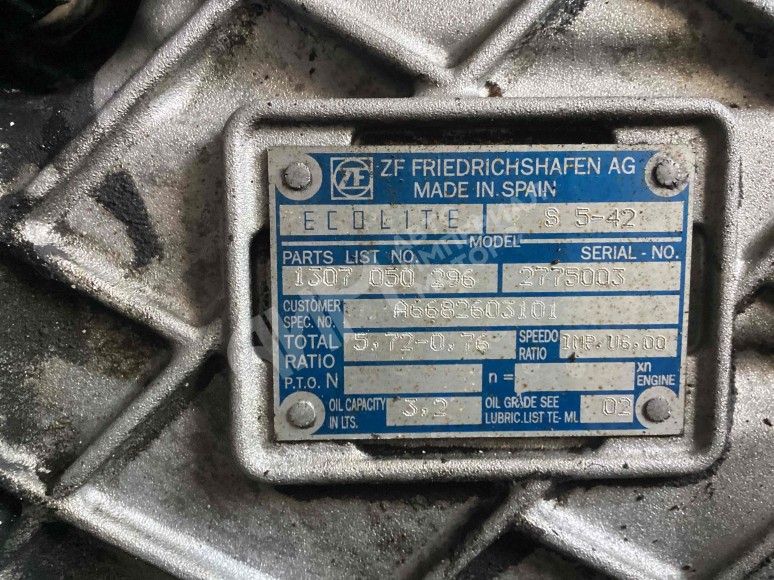 ZF ZF FRIEDRICHSHAFEN AG
MADE IN SPAIN
ECOLITE S 5-42
MODEL
PARTS LIST NO. SERIAL-NO.
1307 050 296 2775003
CUSTOMER SPEC. NO. A6682603101
TOTAL RATIO 5,72-0,76 SPEEDO RATIO IMP.U6,00
P.T.O. N n= xn ENGINE
OIL CAPACITY IN LTS. 3,2 OIL GRADE SEE LUBRIC.LIST TE-ML 02